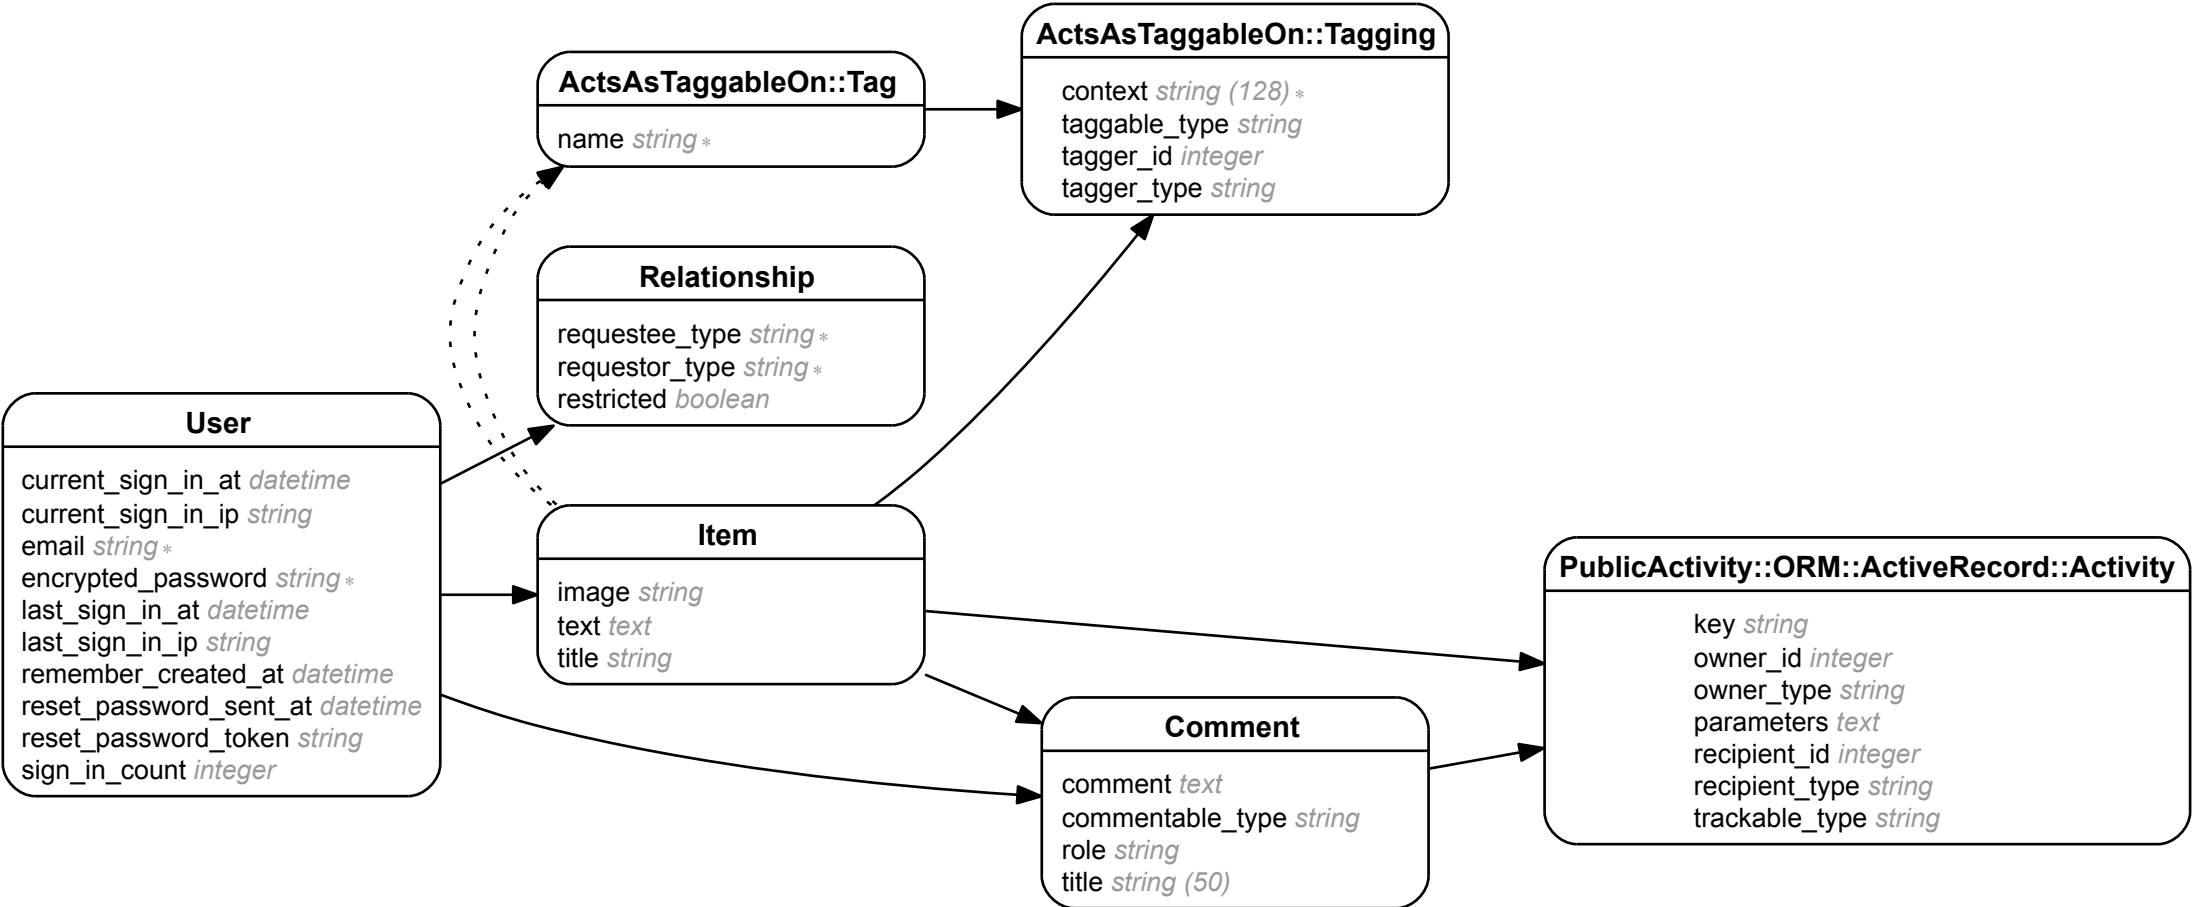 ActsAsTaggableOn::Tag
name string *
ActsAsTaggableOn::Tagging
context string (128) *
taggable_type string
tagger_id integer
tagger_type string
Relationship
requestee_type string *
requestor_type string *
restricted boolean
User
current_sign_in_at datetime
current_sign_in_ip string
email string *
encrypted_password string *
last_sign_in_at datetime
last_sign_in_ip string
remember_created_at datetime
reset_password_sent_at datetime
reset_password_token string
sign_in_count integer
Item
image string
text text
title string
Comment
comment text
commentable_type string
role string
title string (50)
PublicActivity::ORM::ActiveRecord::Activity
key string
owner_id integer
owner_type string
parameters text
recipient_id integer
recipient_type string
trackable_type string